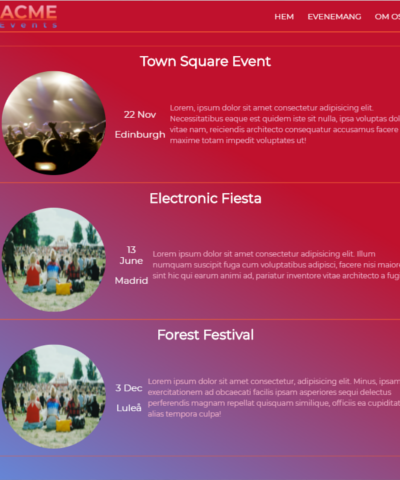 ACME
Events
HEM EVENEMANG OM OS
Town Square Event
22 Nov
Edinburgh
Lorem, ipsum dolor sit amet consectetur adipisicing elit.
Necessitatibus eaque est quidem iste sit nulla, ipsa voluptas dol
vitae nam, reiciendis architecto consequatur accusamus facere
maxime totam impedit voluptates ut!
Electronic Fiesta
13
June
Madrid
Lorem ipsum dolor sit amet consectetur adipisicing elit. Illum
numquam suscipit fuga cum voluptatibus adipisci, facere nisi maiore
sint hic qui earum animi ad, pariatur inventore vitae architecto a fug
Forest Festival
3 Dec
Luleå
Lorem ipsum dolor sit amet consectetur, adipisicing elit. Minus, ipsam
exercitationem ad obcaecati facilis ipsam asperiores sequi delectus
perferendis magnam repellat quisquam similique, officiis ea cupiditat
alias tempora culpa!